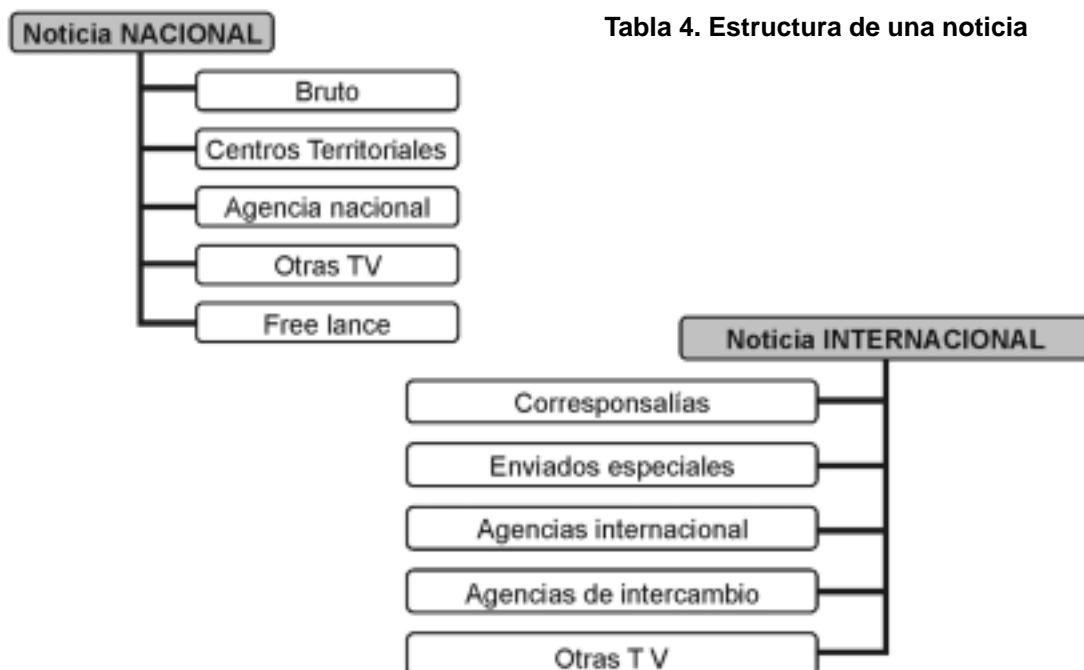 Noticia NACIONAL
Tabla 4. Estructura de una noticia
Bruto
Centros Territoriales
Agencia nacional
Otras TV
Free lance
Noticia INTERNACIONAL
Corresponsalías
Enviados especiales
Agencias internacional
Agencias de intercambio
Otras T V